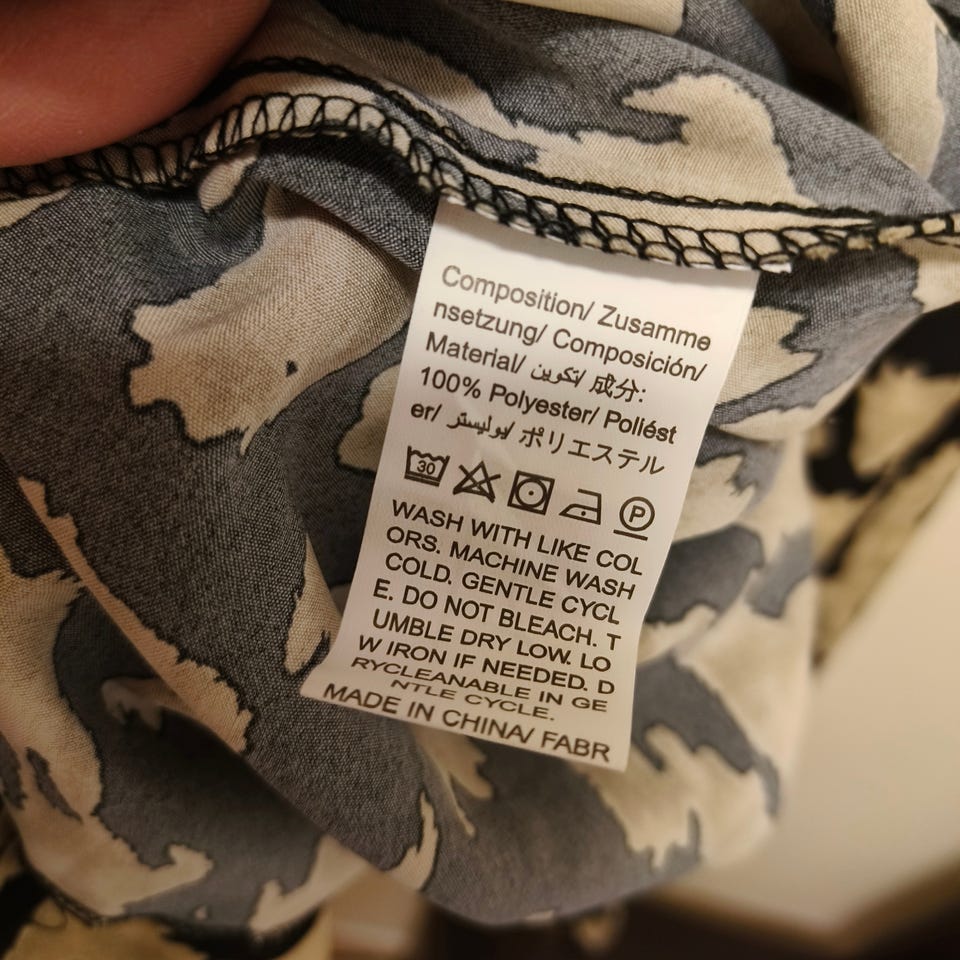 Composition/ Zusamme
nsetzung/ Composición/
Material/ تكوين/ 成分:
100% Polyester/ Poliést
er/ بوليستر/ ポリエステル
30 P
WASH WITH LIKE COL
ORS. MACHINE WASH
COLD. GENTLE CYCL
E. DO NOT BLEACH. T
UMBLE DRY LOW. LO
W IRON IF NEEDED. D
RYCLEANABLE IN GE
NTLE CYCLE.
MADE IN CHINA/ FABR